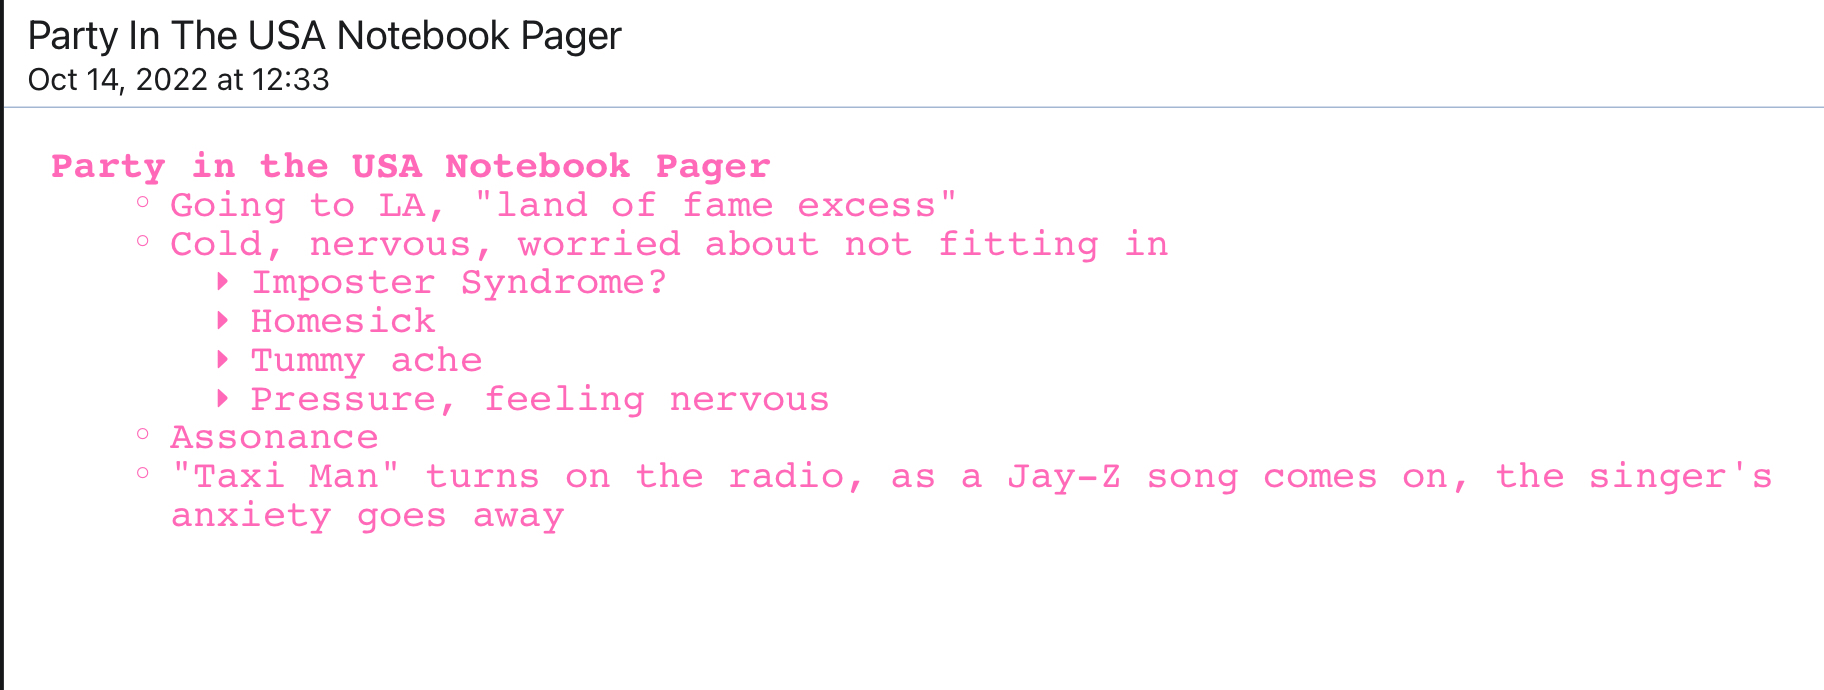 Party In The USA Notebook Pager
Oct 14, 2022 at 12:33
Party in the USA Notebook Pager
◦ Going to LA, "land of fame excess"
◦ Cold, nervous, worried about not fitting in
‣ Imposter Syndrome?
‣ Homesick
‣ Tummy ache
‣ Pressure, feeling nervous
◦ Assonance
◦ "Taxi Man" turns on the radio, as a Jay-Z song comes on, the singer's
anxiety goes away